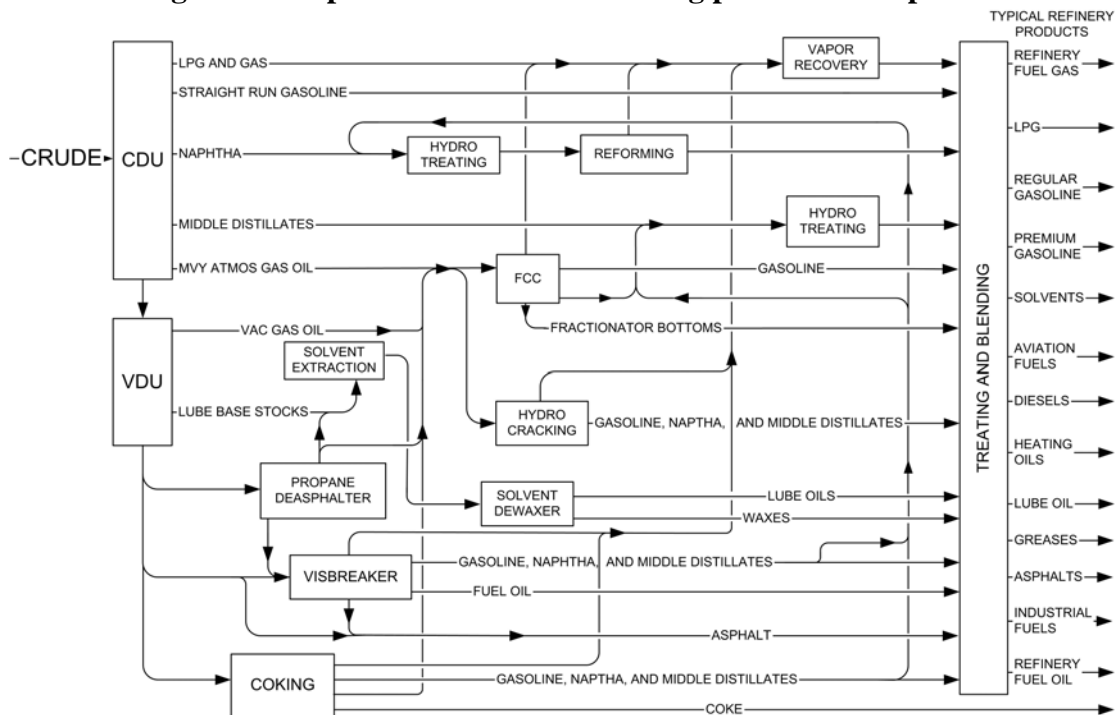 TYPICAL REFINERY
PRODUCTS
LPG AND GAS
VAPOR
RECOVERY
REFINERY
FUEL GAS
STRAIGHT RUN GASOLINE
LPG
-CRUDE
CDU
NAPHTHA
HYDRO
TREATING
REFORMING
REGULAR
GASOLINE
MIDDLE DISTILLATES
HYDRO
TREATING
PREMIUM
GASOLINE
MVY ATMOS GAS OIL
FCC
GASOLINE
SOLVENTS
FRACTIONATOR BOTTOMS
VAC GAS OIL
VDU
SOLVENT
EXTRACTION
AVIATION
FUELS
TREATING AND BLENDING
LUBE BASE STOCKS
HYDRO
CRACKING
GASOLINE, NAPTHA, AND MIDDLE DISTILLATES
DIESELS
HEATING
OILS
PROPANE
DEASPHALTER
SOLVENT
DEWAXER
LUBE OILS
WAXES
LUBE OIL
GREASES
VISBREAKER
GASOLINE, NAPHTHA, AND MIDDLE DISTILLATES
FUEL OIL
ASPHALTS
ASPHALT
INDUSTRIAL
FUELS
COKING
GASOLINE, NAPTHA, AND MIDDLE DISTILLATES
REFINERY
FUEL OIL
COKE